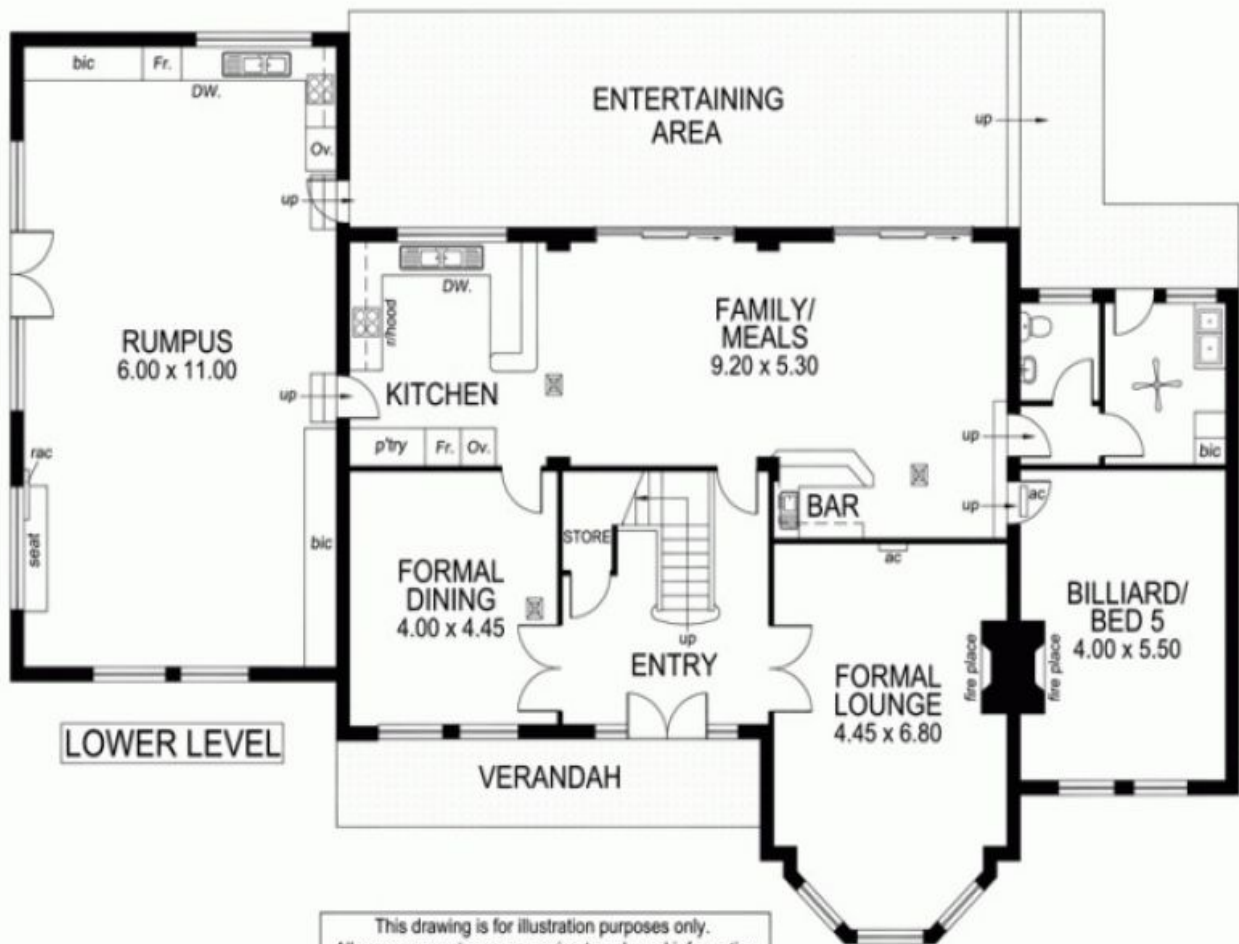 bic
Fr.
DW.
Ov.
up
ENTERTAINING
AREA
up
RUMPUS
6.00 x 11.00
up
rac
seat
bic
DW.
r/hood
KITCHEN
p'try
Fr.
Ov.
FAMILY/
MEALS
9.20 x 5.30
up
bic
up
ac
BAR
ac
STORE
FORMAL
DINING
4.00 x 4.45
up
ENTRY
FORMAL
LOUNGE
4.45 x 6.80
fire place
fire place
BILLIARD/
BED 5
4.00 x 5.50
LOWER LEVEL
VERANDAH
This drawing is for illustration purposes only.